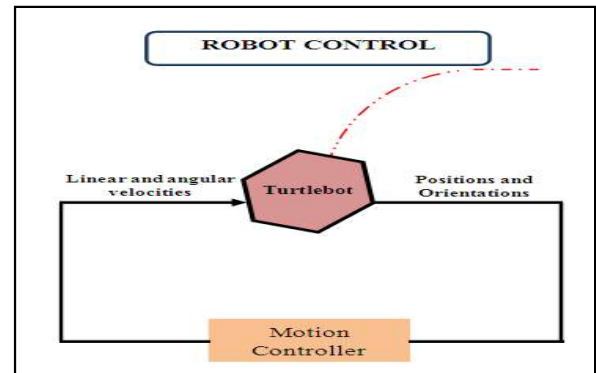 ROBOT CONTROL
Linear and angular
velocities
Turtlebot
Positions and
Orientations
Motion
Controller